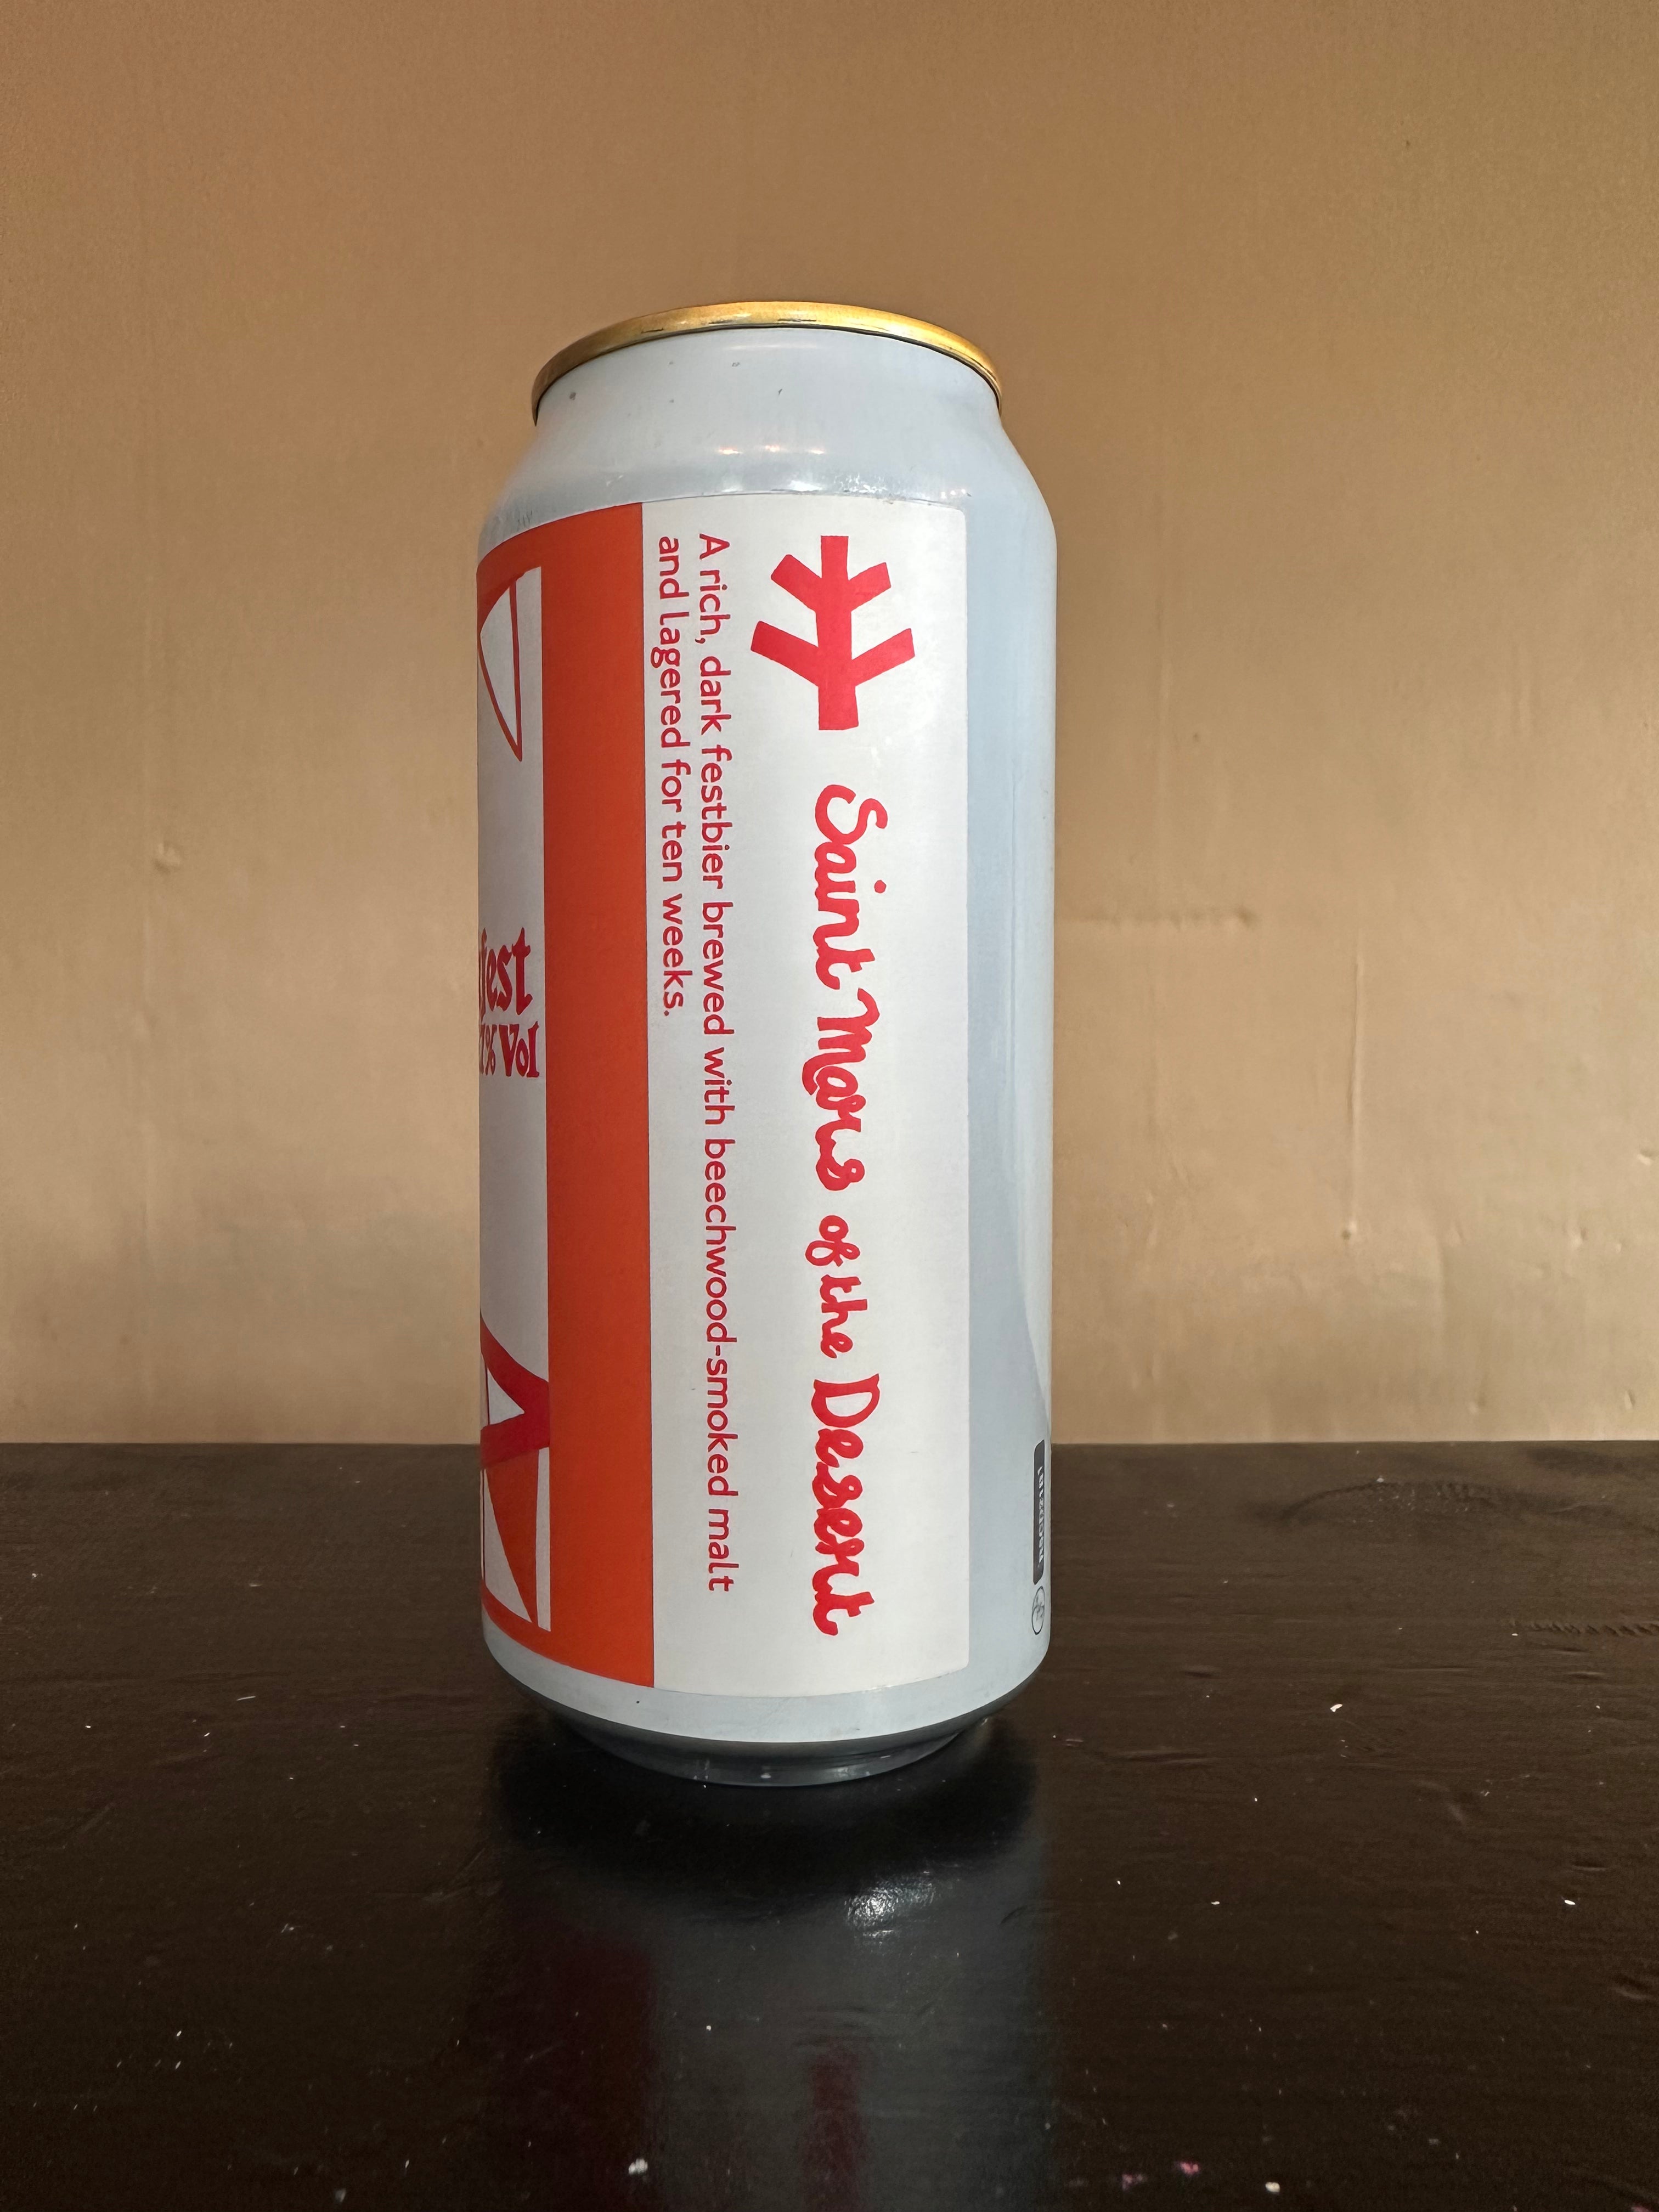 Saint Mars of the Desert
A rich, dark festbier brewed with beechwood-smoked malt
and lagered for ten weeks.
fest
% Vol